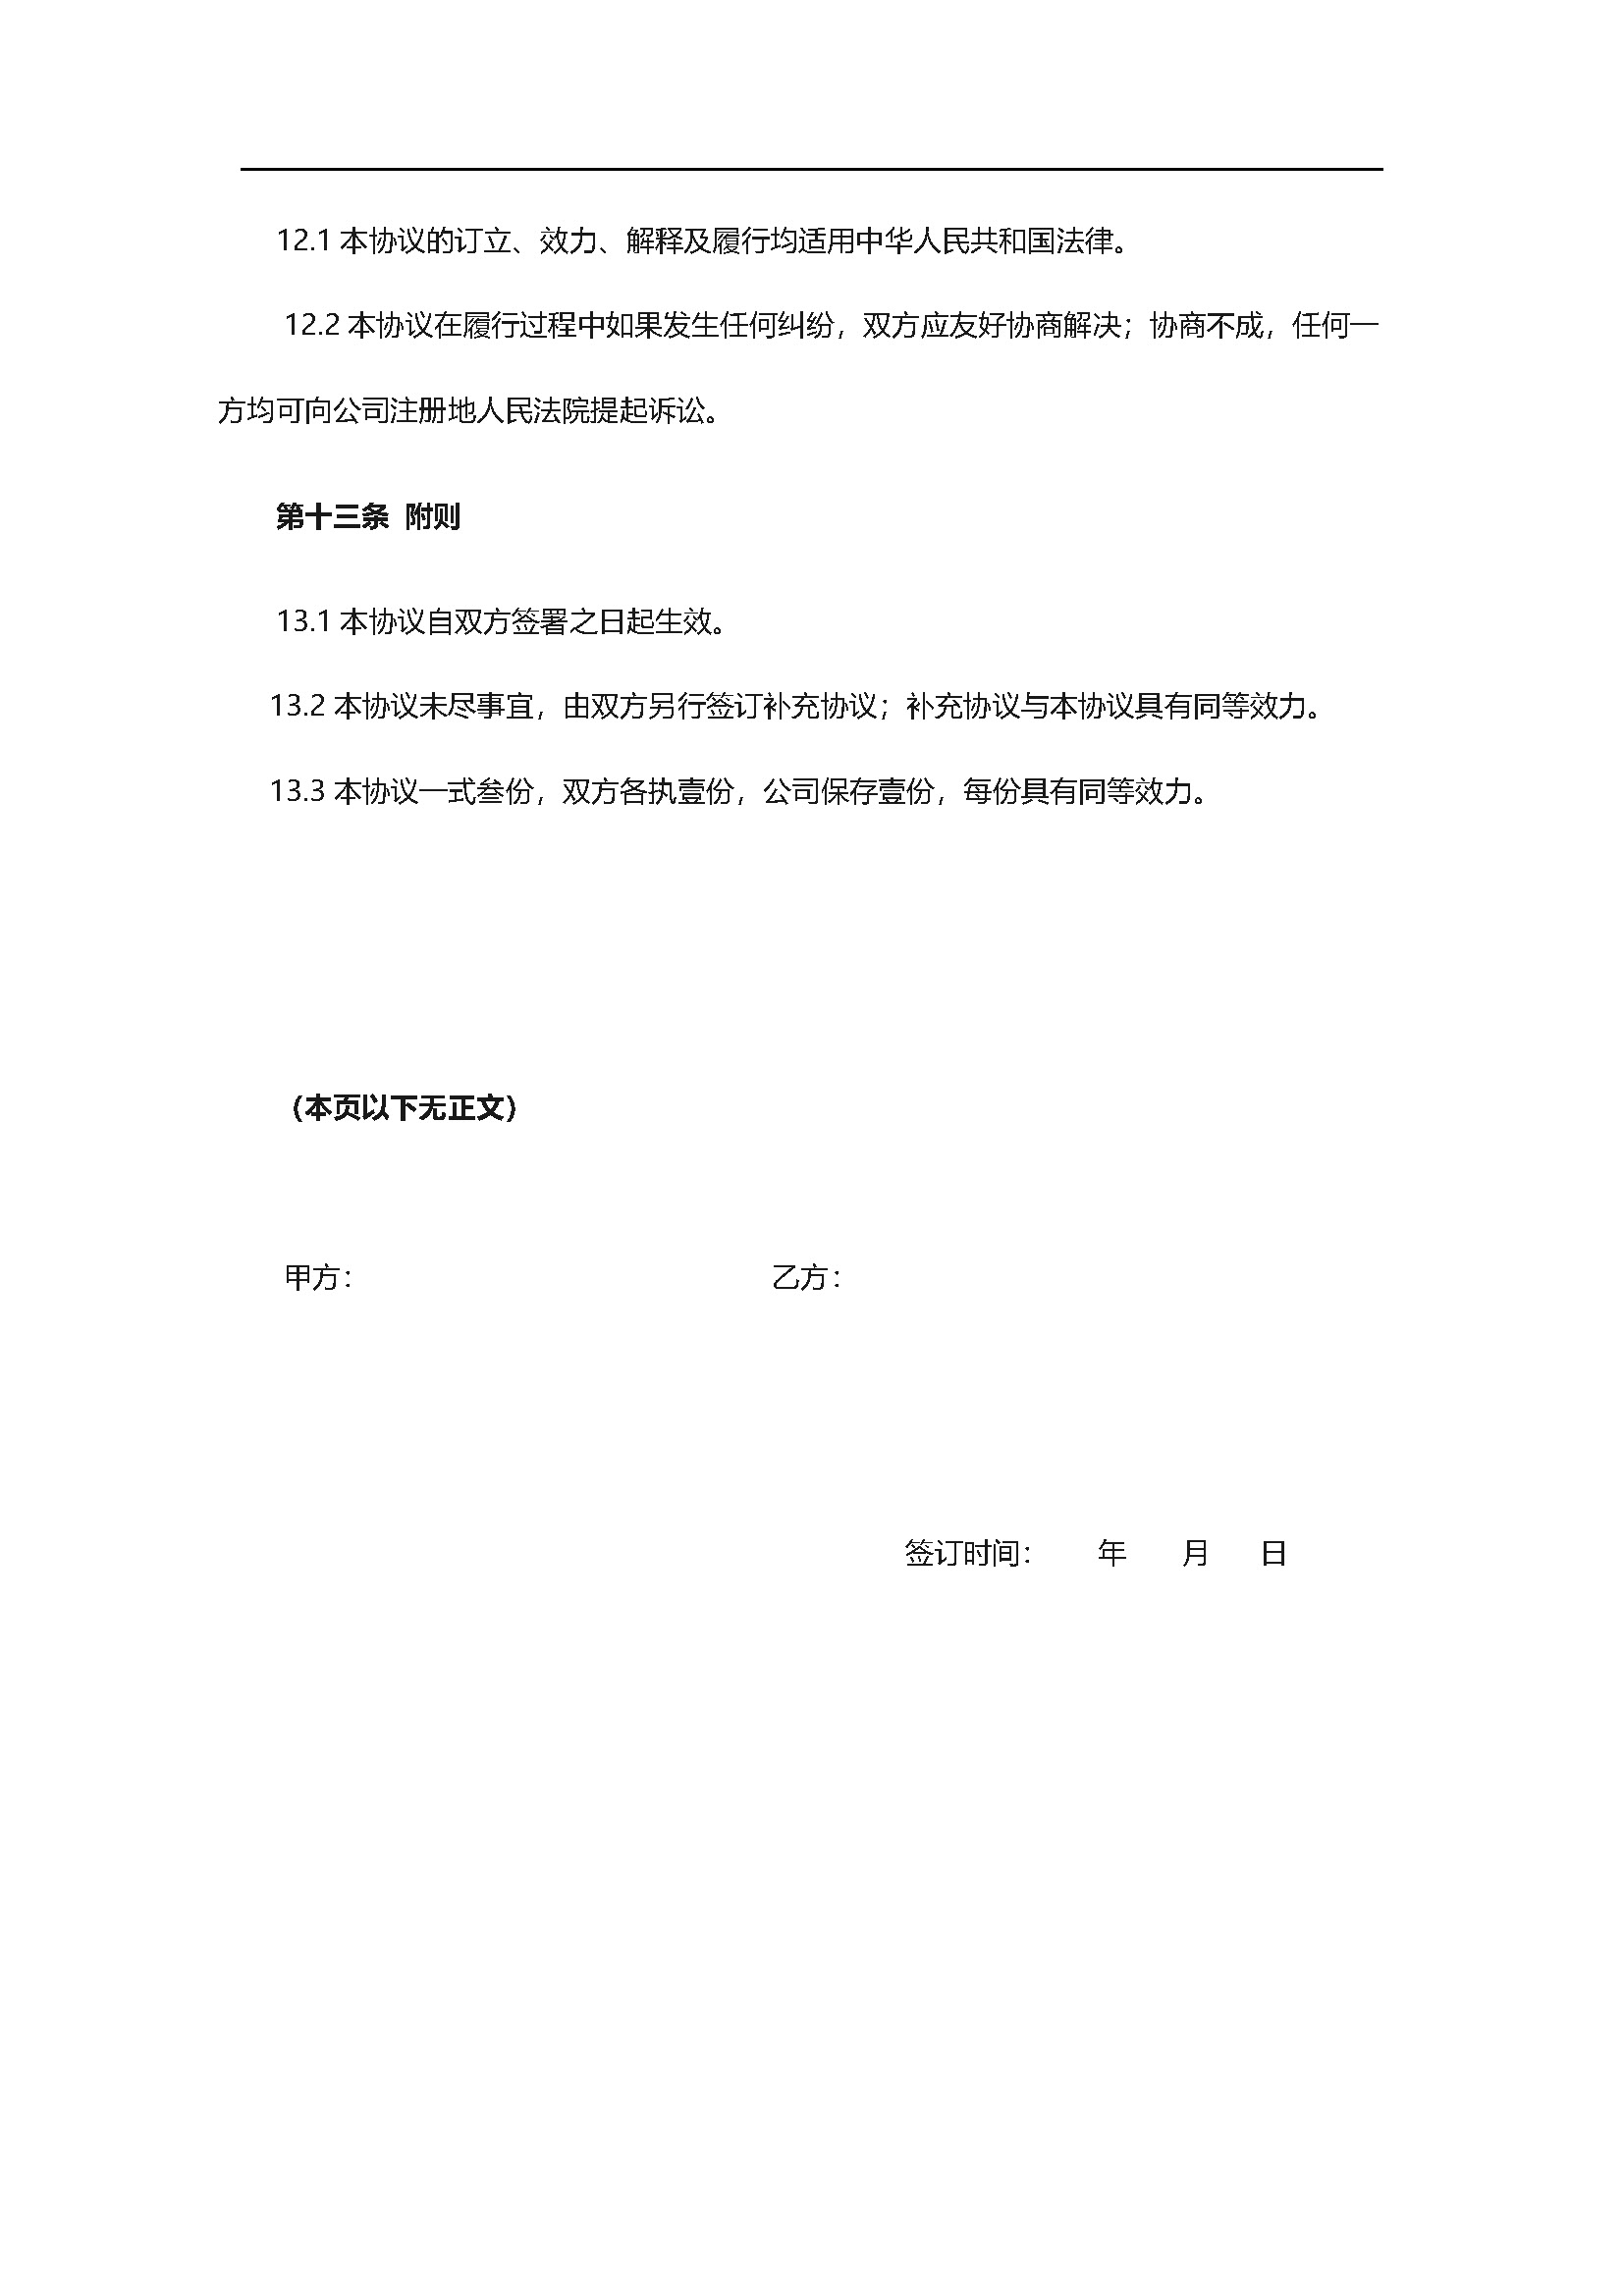 12.1 本协议的订立、效力、解释及履行均适用中华人民共和国法律。
12.2 本协议在履行过程中如果发生任何纠纷，双方应友好协商解决；协商不成，任何一
方均可向公司注册地人民法院提起诉讼。
第十三条 附则
13.1 本协议自双方签署之日起生效。
13.2 本协议未尽事宜，由双方另行签订补充协议；补充协议与本协议具有同等效力。
13.3 本协议一式叁份，双方各执壹份，公司保存壹份，每份具有同等效力。
（本页以下无正文）
甲方： 乙方：
签订时间： 年 月 日